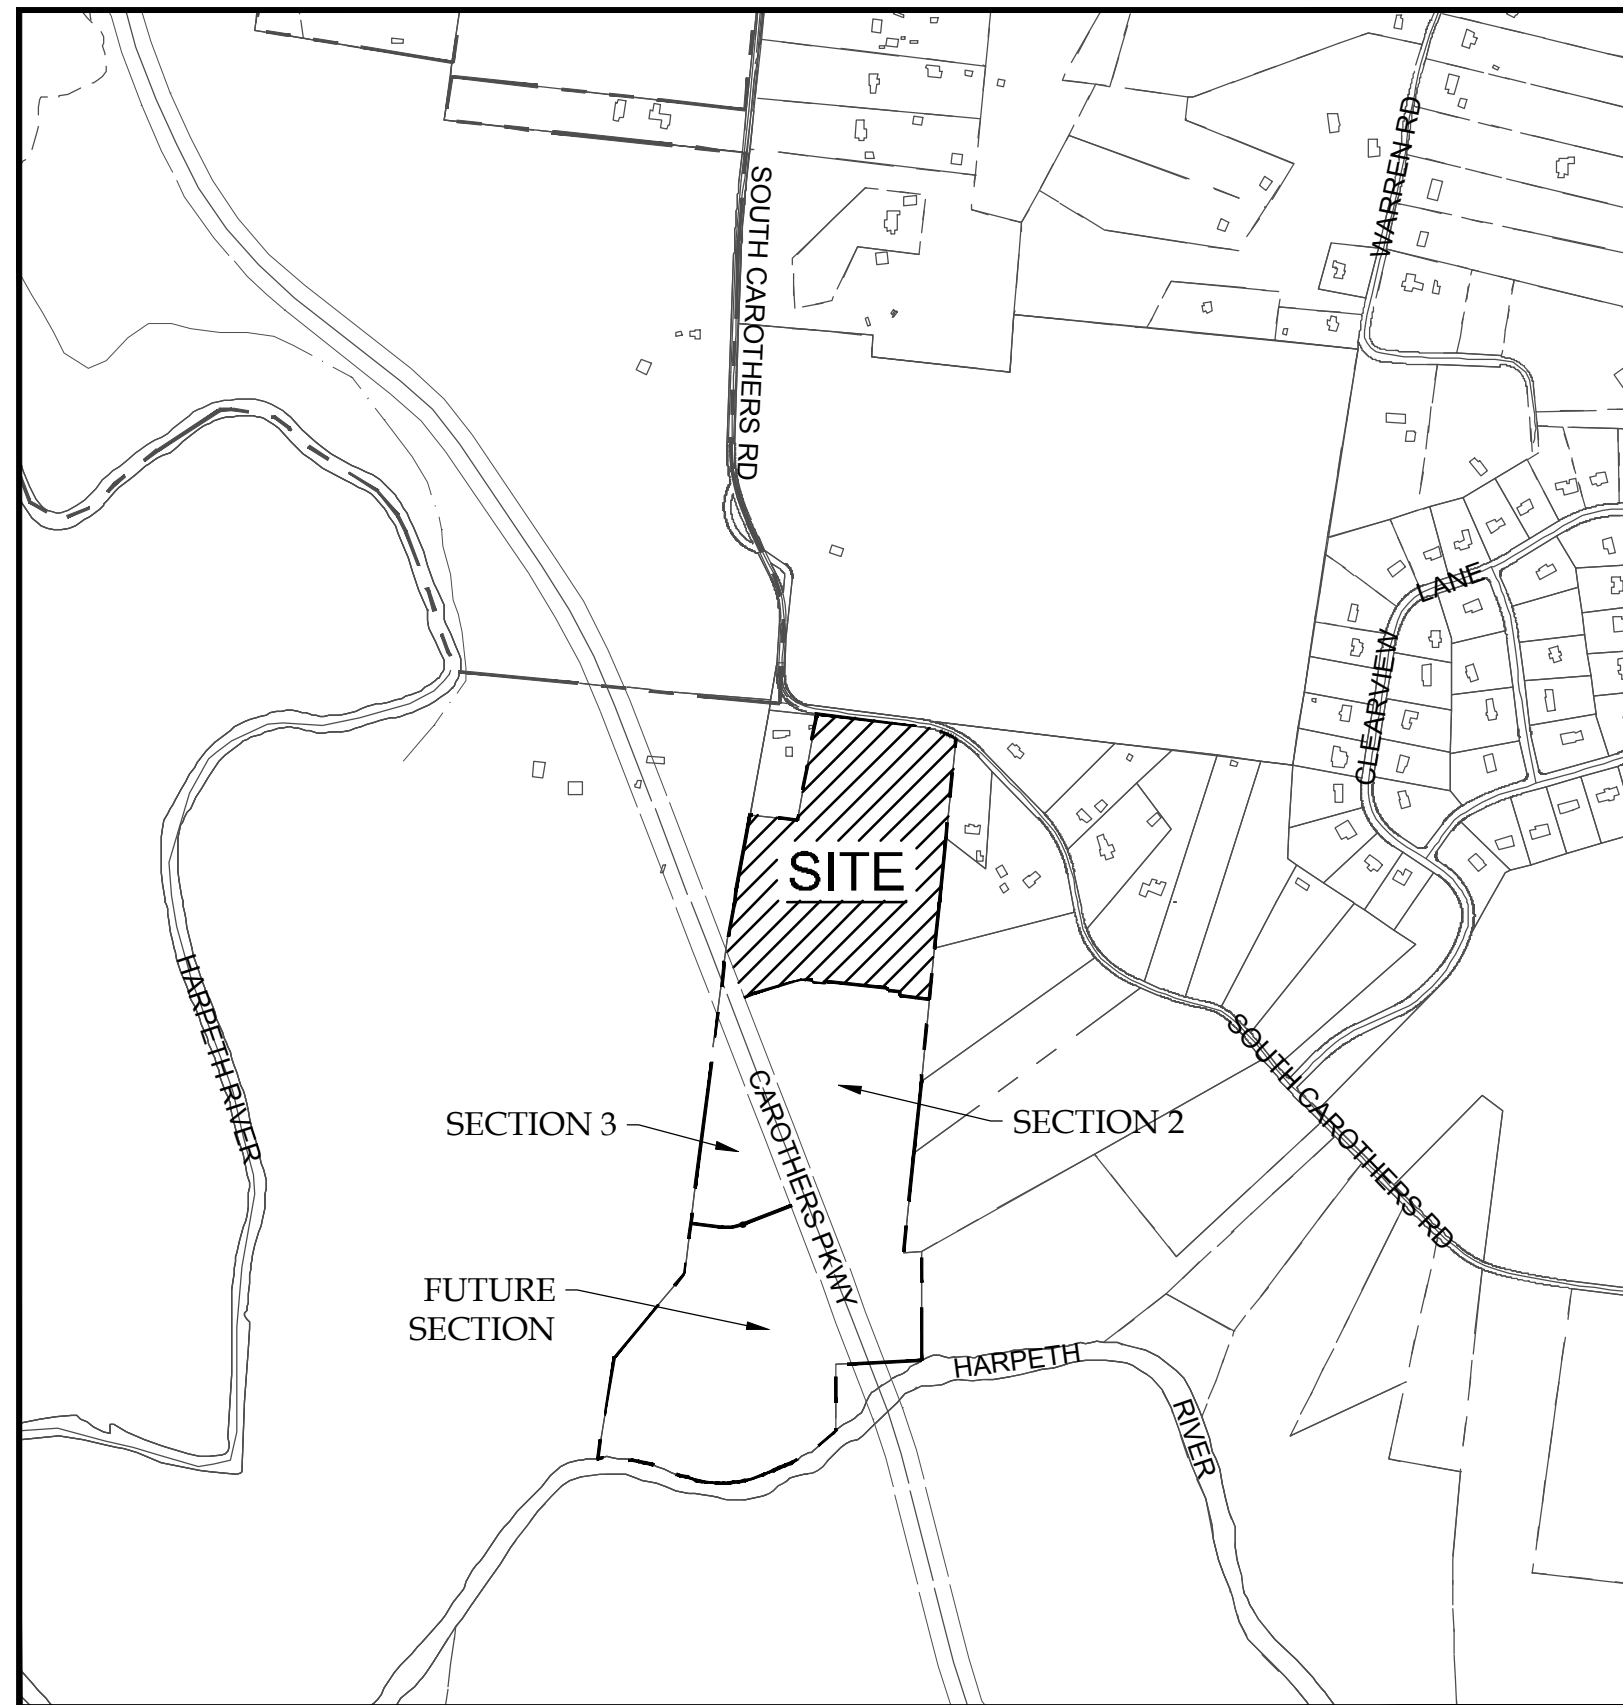 WARREN RD
SOUTH CAROTHERS RD
LANE
CLEARVIEW
SITE
HARPETH RIVER
SOUTH CAROTHERS RD
CAROTHERS PKWY
SECTION 3
SECTION 2
FUTURE
SECTION
HARPETH
RIVER